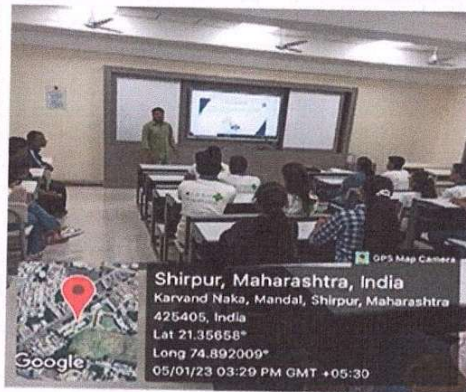 GPS Map Camera
Shirpur, Maharashtra, India
Karvand Naka, Mandal, Shirpur, Maharashtra
425405, India
Lat 21.35658°
Long 74.892009°
05/01/23 03:29 PM GMT +05:30
Google